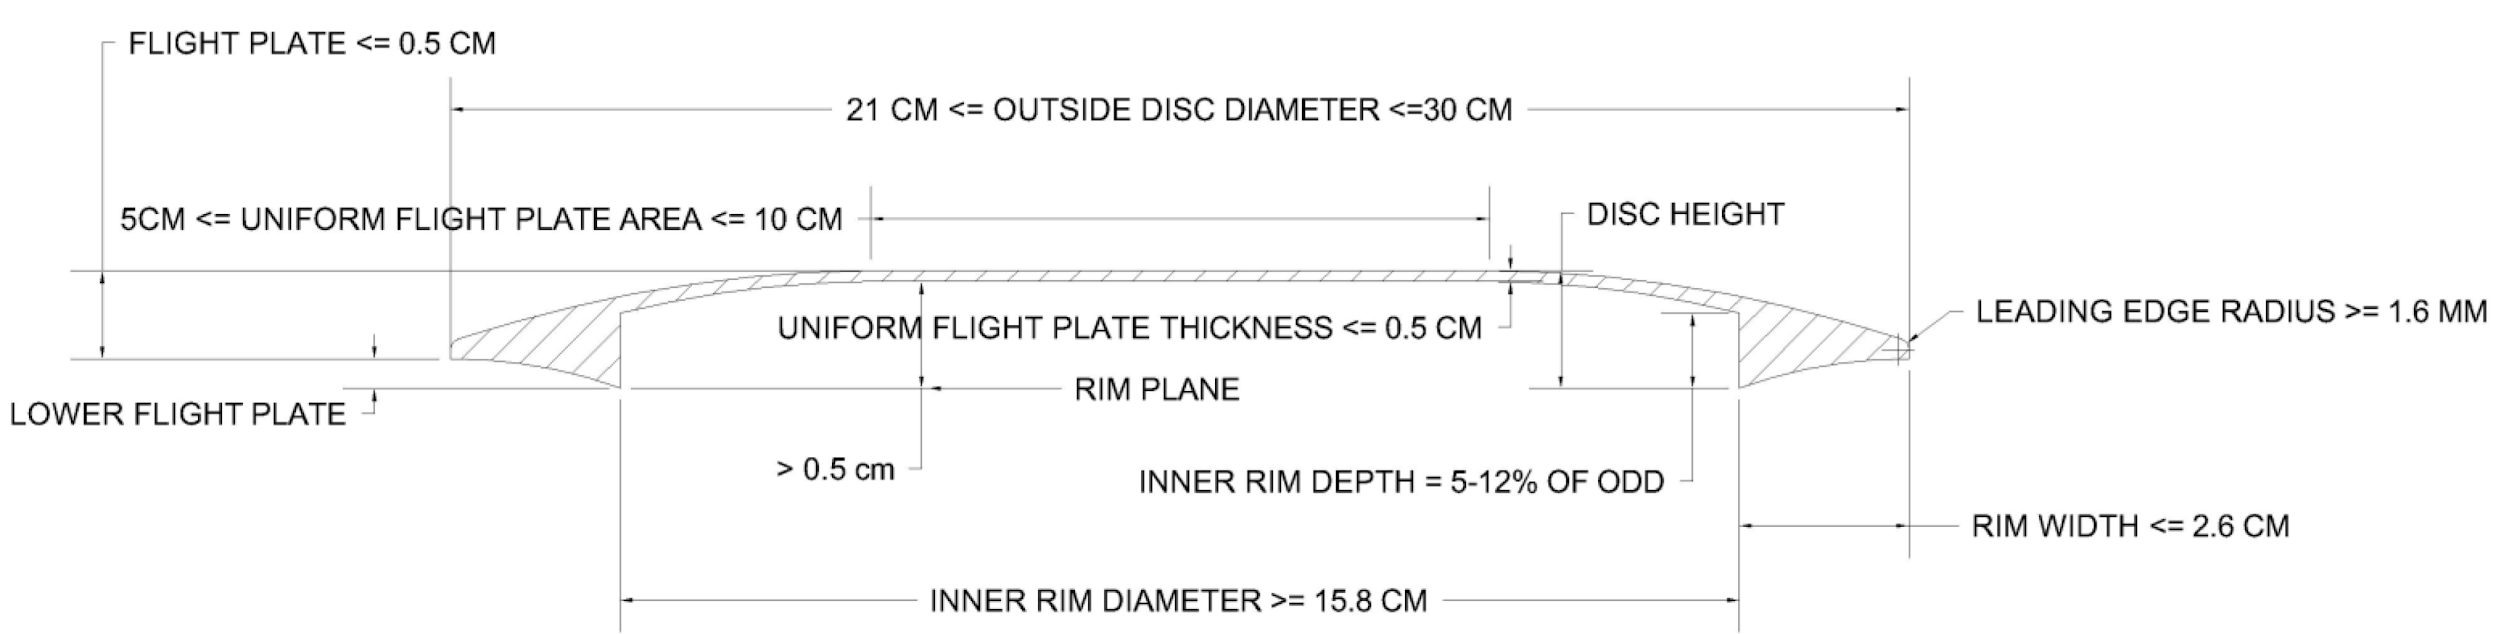 FLIGHT PLATE <= 0.5 CM
21 CM <= OUTSIDE DISC DIAMETER <=30 CM
5CM <= UNIFORM FLIGHT PLATE AREA <= 10 CM
DISC HEIGHT
LEADING EDGE RADIUS >= 1.6 MM
UNIFORM FLIGHT PLATE THICKNESS <= 0.5 CM
RIM PLANE
LOWER FLIGHT PLATE
> 0.5 cm
INNER RIM DEPTH = 5-12% OF ODD
RIM WIDTH <= 2.6 CM
INNER RIM DIAMETER >= 15.8 CM